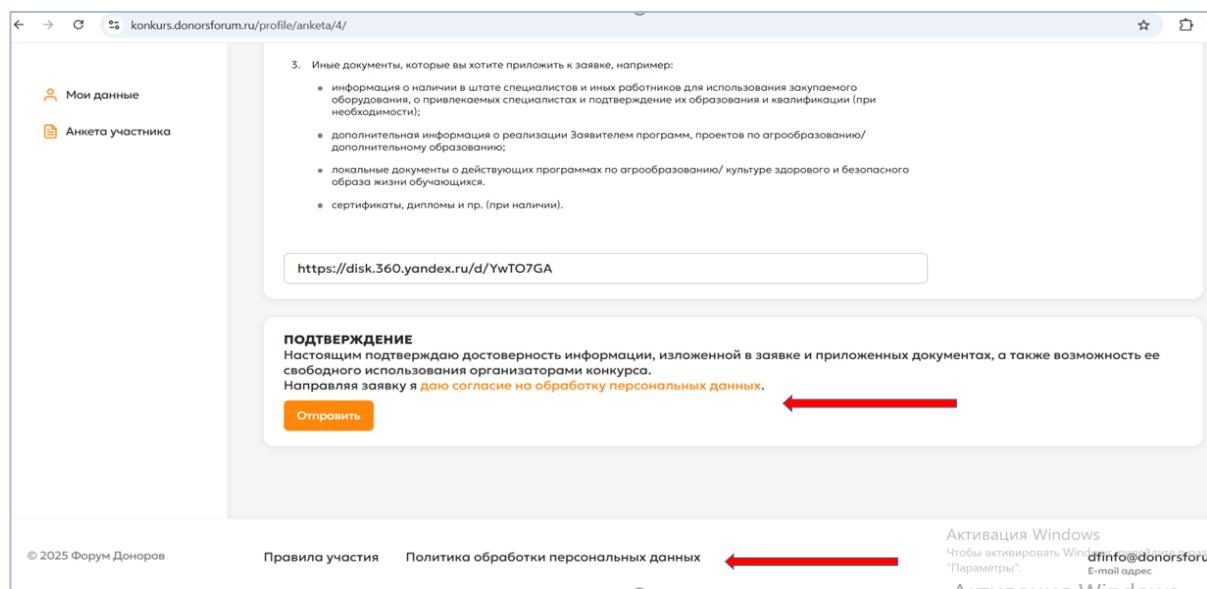 konkurs.donorsforum.ru/profile/anketa/4/
3. Иные документы, которые вы хотите приложить к заявке, например:
Мои данные
Анкета участника
информация о наличии в штате специалистов и иных работников для использования закупаемого
оборудования, о привлекаемых специалистах и подтверждение их образования и квалификации (при
необходимости);
дополнительная информация о реализации Заявителем программ, проектов по агрообразованию/
дополнительному образованию;
локальные документы о действующих программах по агрообразованию/ культуре здорового и безопасного
образа жизни обучающихся.
сертификаты, дипломы и пр. (при наличии).
https://disk.360.yandex.ru/d/YwTO7GA
ПОДТВЕРЖДЕНИЕ
Настоящим подтверждаю достоверность информации, изложенной в заявке и приложенных документах, а также возможность ее
свободного использования организаторами конкурса.
Направляя заявку я даю согласие на обработку персональных данных.
Отправить
© 2025 Форум Доноров
Правила участия Политика обработки персональных данных
Активация Windows
Чтобы активировать
"Параметры".
dfinfo@donorsforu
E-mail адрес
Активация Windows